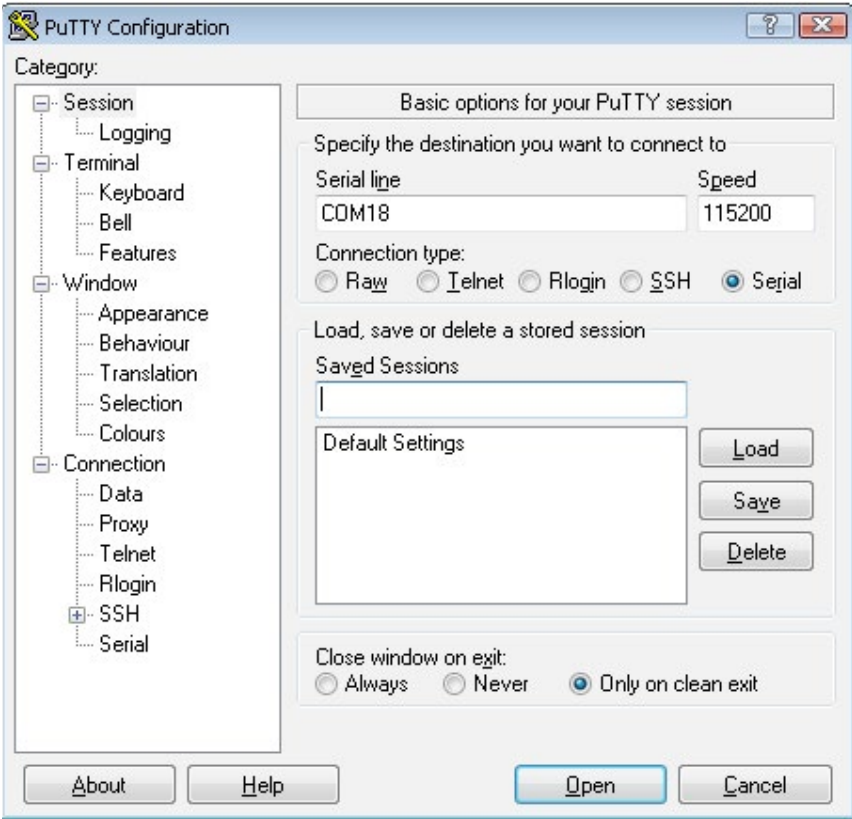 PuTTY Configuration
Category:
Session
Logging
Terminal
Keyboard
Bell
Features
Window
Appearance
Behaviour
Translation
Selection
Colours
Connection
Data
Proxy
Telnet
Rlogin
SSH
Serial
Basic options for your PuTTY session
Specify the destination you want to connect to
Serial line Speed
COM18 115200
Connection type:
Raw Telnet Rlogin SSH Serial
Load, save or delete a stored session
Saved Sessions
Default Settings
Load
Save
Delete
Close window on exit:
Always Never Only on clean exit
About Help Open Cancel